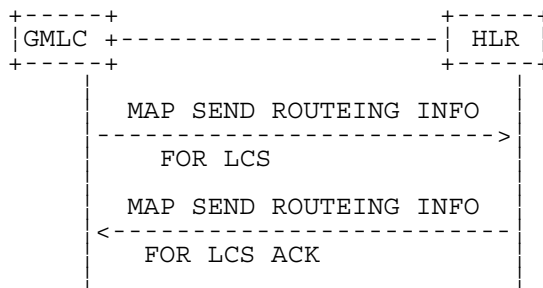 GMLC HLR
MAP SEND ROUTEING INFO
FOR LCS
MAP SEND ROUTEING INFO
FOR LCS ACK